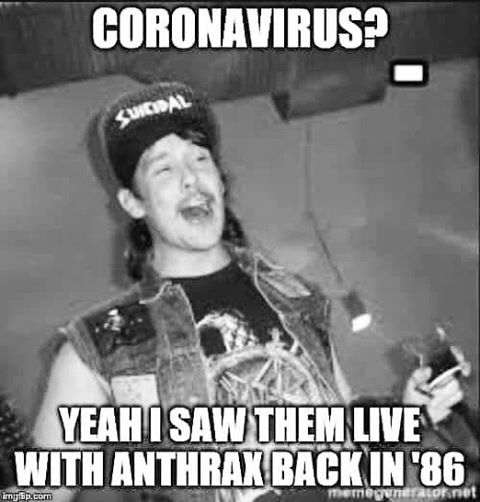 CORONAVIRUS?
SUICIDAL
YEAH I SAW THEM LIVE
WITH ANTHRAX BACK IN '86
imgflip.com
memegenerator.net